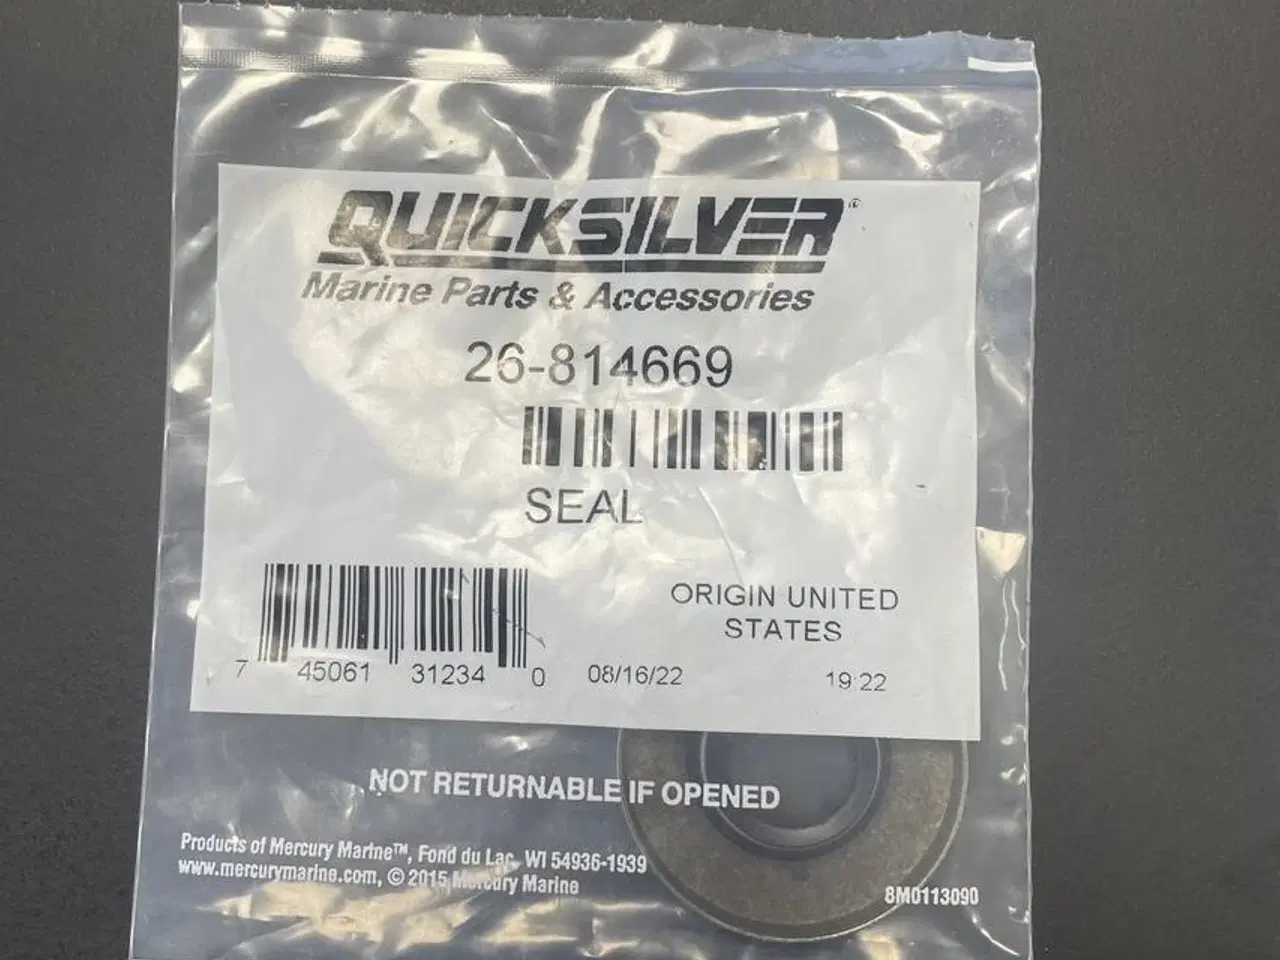 QUICKSILVER®
Marine Parts & Accessories
26-814669
SEAL
ORIGIN UNITED
STATES
7 45061 31234 0
08/16/22
19:22
NOT RETURNABLE IF OPENED
Products of Mercury Marine™, Fond du Lac, WI 54936-1939
www.mercurymarine.com, © 2015 Mercury Marine
8M0113090